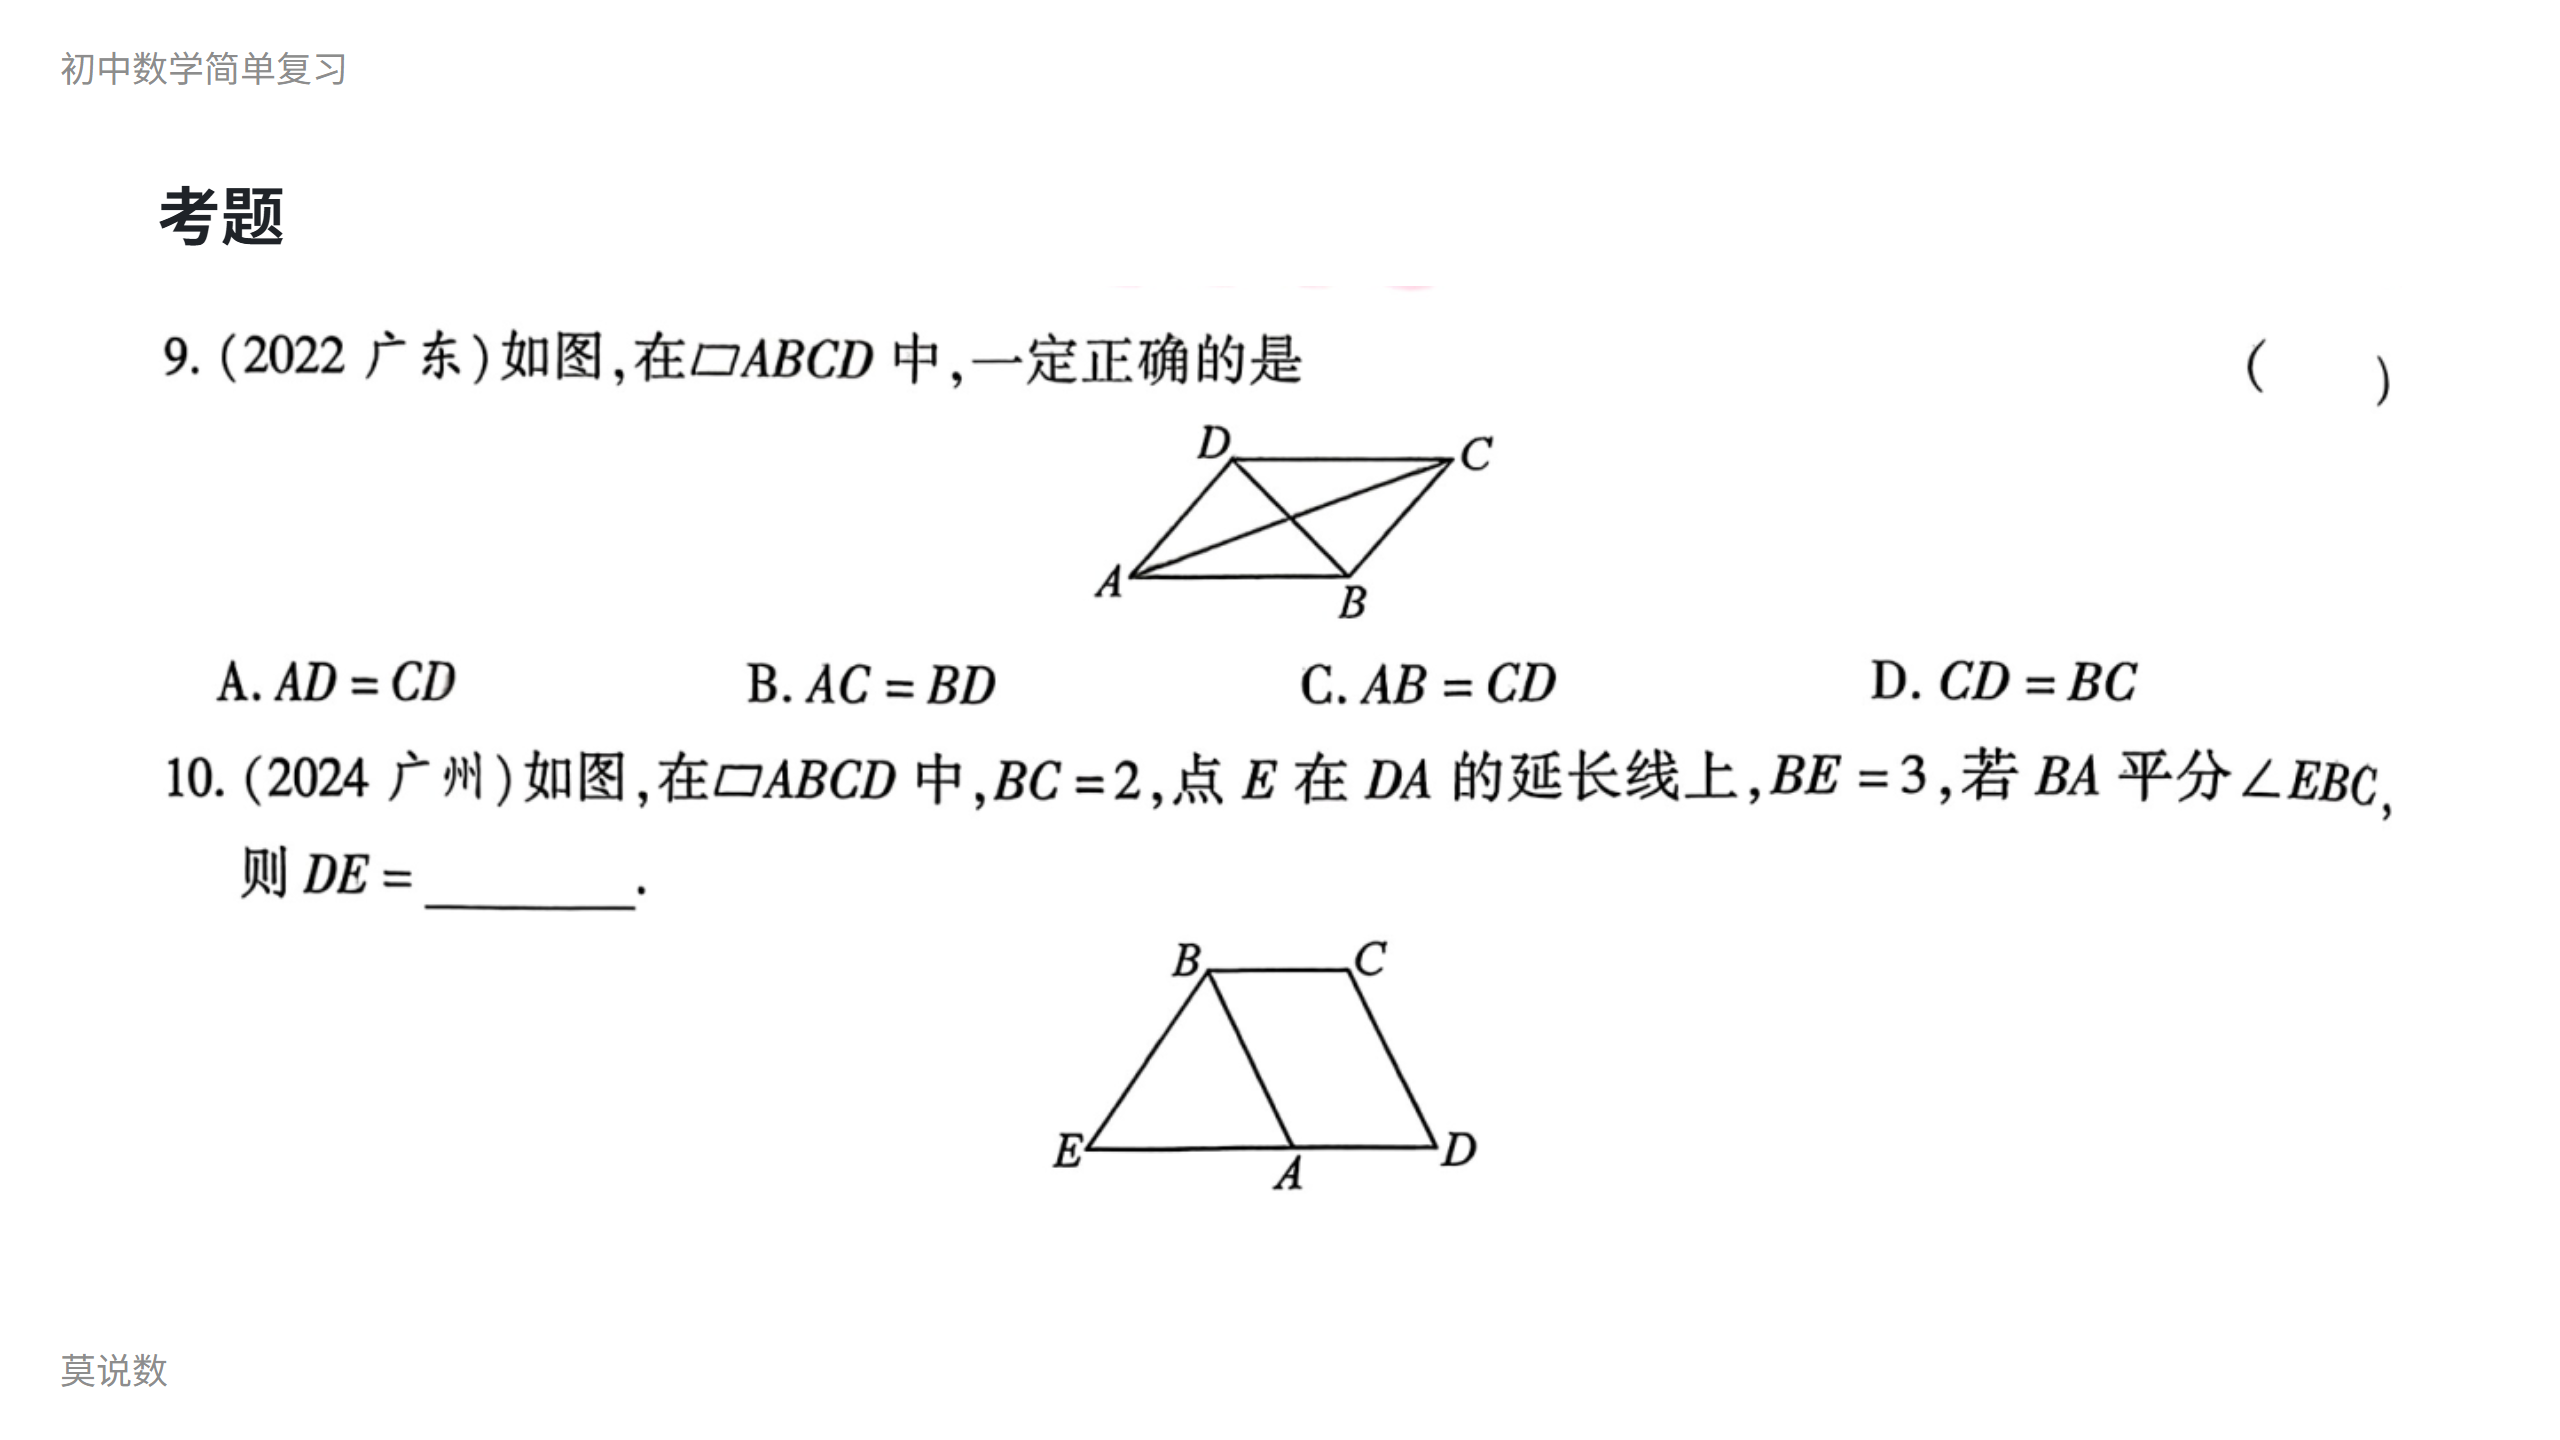 初中数学简单复习
考题
9. (2022 广东)如图,在▱ABCD 中,一定正确的是 ( )
D
C
A
B
A. AD = CD B. AC = BD C. AB = CD D. CD = BC
10. (2024 广州)如图,在▱ABCD 中,BC = 2,点 E 在 DA 的延长线上,BE = 3,若 BA 平分∠EBC,
则 DE = ________.
B
C
E
A
D
莫说数